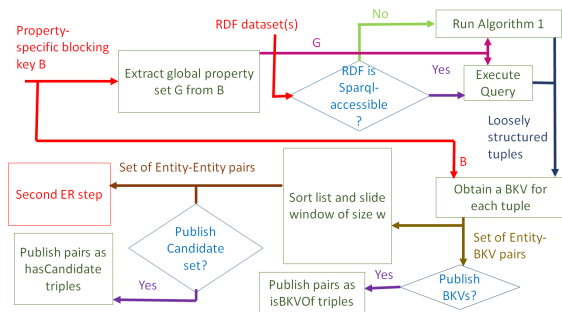 Property-
specific blocking
key B
RDF dataset(s)
No
Run Algorithm 1
G
Extract global property
set G from B
RDF is
Sparql-
accessible
?
Yes
Execute
Query
Loosely
structured
tuples
B
Set of Entity-Entity pairs
Second ER step
Sort list and slide
window of size w
Obtain a BKV for
each tuple
Publish
Candidate
set?
Set of Entity-
BKV pairs
Publish pairs as
hasCandidate
triples
Yes
Publish pairs as
isBKVOf triples
Yes
Publish
BKVs?